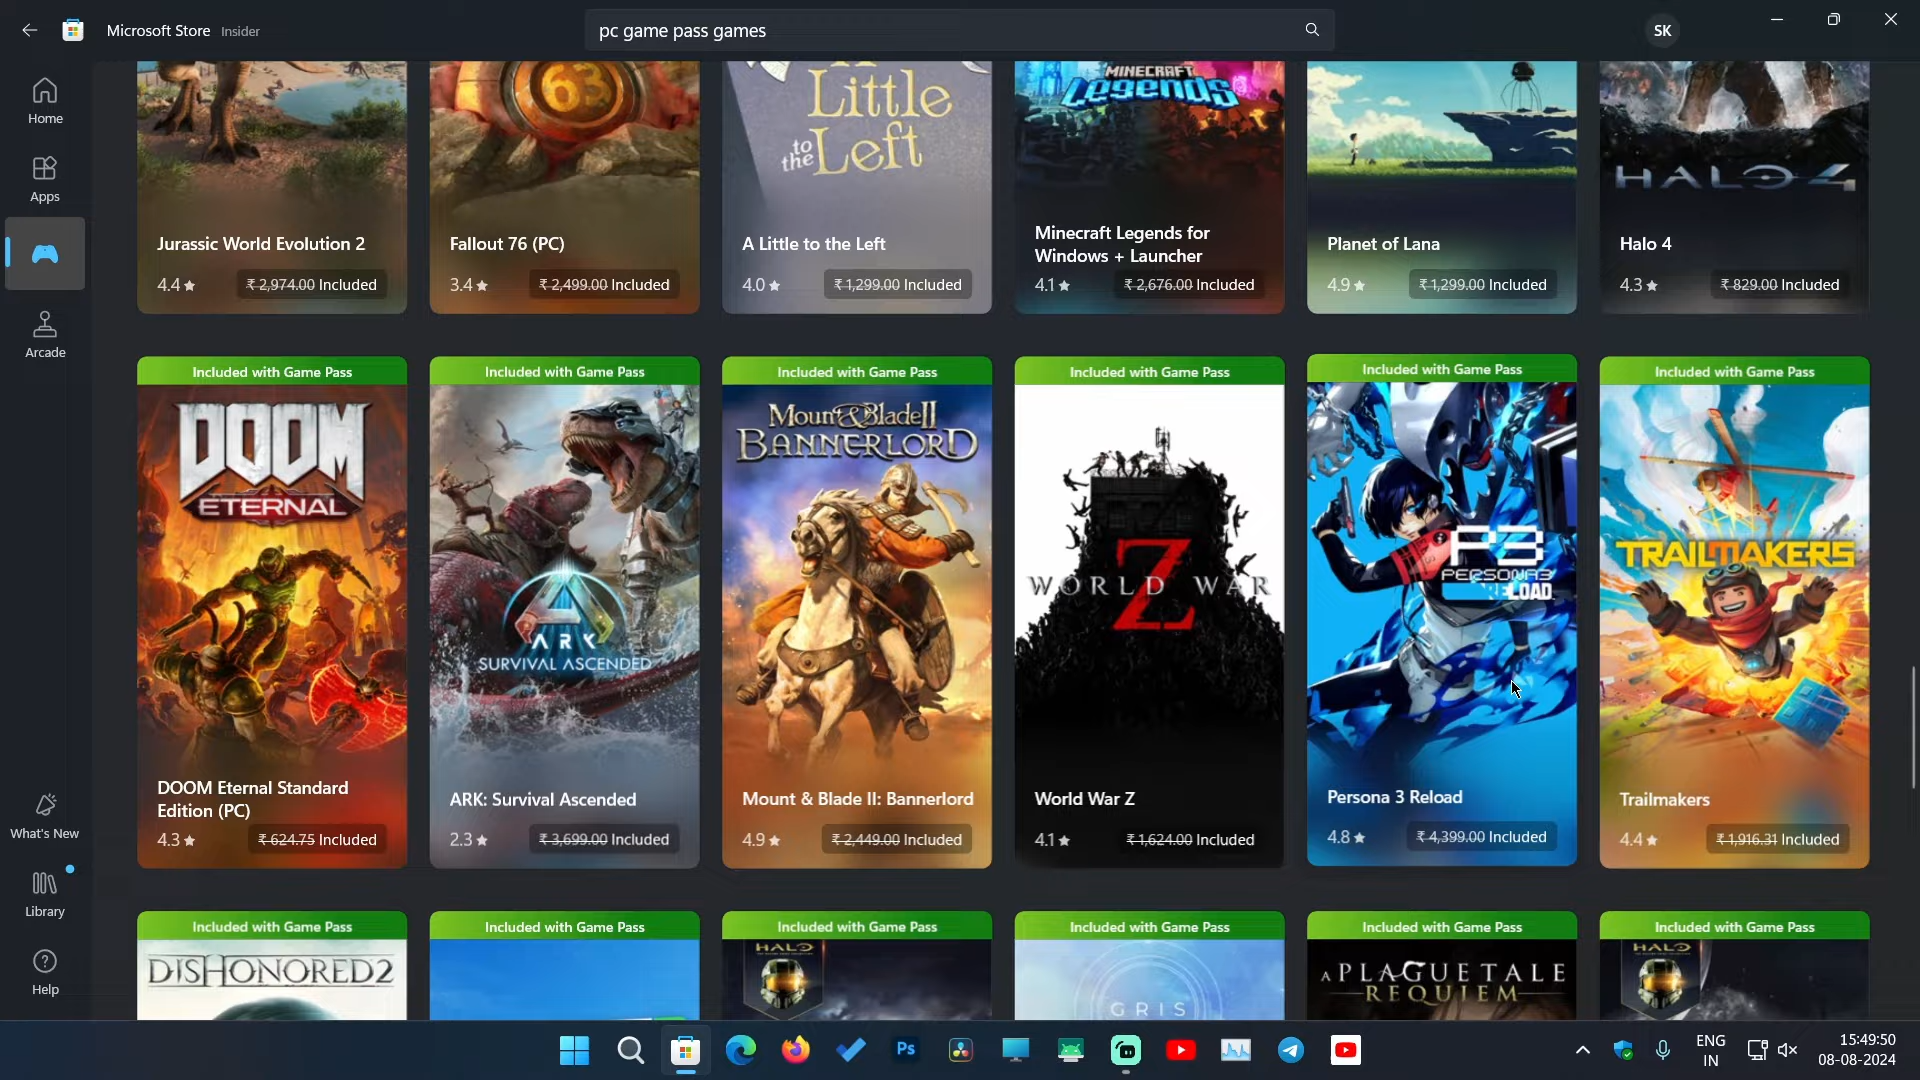 Microsoft Store Insider
pc game pass games
SK
Home
Apps
Arcade
What's New
Library
Help
63
A Little
to the Left
MINECRAFT
Legends
HALO 4
Jurassic World Evolution 2
4.4★ ₹ 2,974.00 Included
Fallout 76 (PC)
3.4★ ₹ 2,499.00 Included
A Little to the Left
4.0★ ₹ 1,299.00 Included
Minecraft Legends for
Windows + Launcher
4.1★ ₹ 2,676.00 Included
Planet of Lana
4.9★ ₹ 1,299.00 Included
Halo 4
4.3★ ₹ 829.00 Included
Included with Game Pass
DOOM
ETERNAL
DOOM Eternal Standard
Edition (PC)
4.3★ ₹ 624.75 Included
Included with Game Pass
ARK
SURVIVAL ASCENDED
ARK: Survival Ascended
2.3★ ₹ 3,699.00 Included
Included with Game Pass
Mount&Blade II
BANNERLORD
Mount & Blade II: Bannerlord
4.9★ ₹ 2,449.00 Included
Included with Game Pass
WORLD WAR
Z
World War Z
4.1★ ₹ 1,624.00 Included
Included with Game Pass
P3
PERSONA3
RELOAD
Persona 3 Reload
4.8★ ₹ 4,399.00 Included
Included with Game Pass
TRAILMAKERS
Trailmakers
4.4★ ₹ 1,916.31 Included
Included with Game Pass
DISHONORED2
Included with Game Pass
Included with Game Pass
HALO
Included with Game Pass
GRIS
Included with Game Pass
A PLAGUE TALE
REQUIEM
Included with Game Pass
HALO
Ps
ENG
IN
15:49:50
08-08-2024